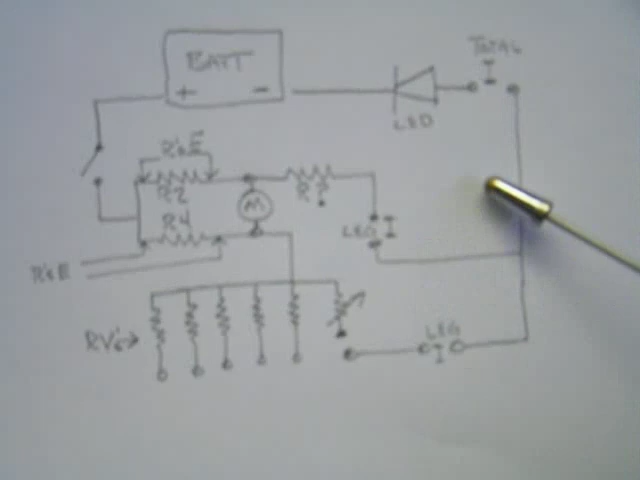 BATT
+ -
TOTAL
LED
R&E
R2
R?
M
R4
LEG
R&E
RV's
LEG